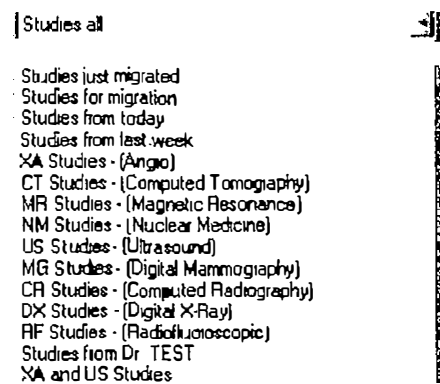 Studies all
Studies just migrated
Studies for migration
Studies from today
Studies from last week
XA Studies - (Angio)
CT Studies - (Computed Tomography)
MR Studies - (Magnetic Resonance)
NM Studies - (Nuclear Medicine)
US Studies - (Ultrasound)
MG Studies - (Digital Mammography)
CR Studies - (Computed Radiography)
DX Studies - (Digital X-Ray)
RF Studies - (Radiofluoroscopic)
Studies from Dr TEST
XA and US Studies